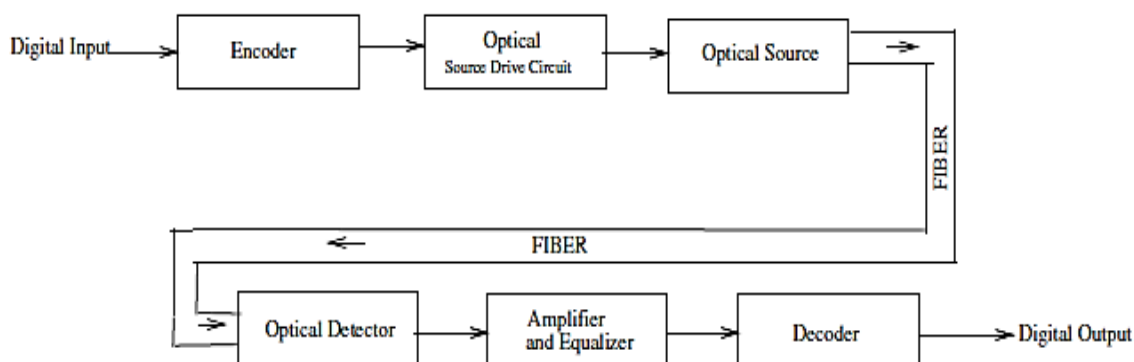 Digital Input
Encoder
Optical
Source Drive Circuit
Optical Source
FIBER
FIBER
Optical Detector
Amplifier
and Equalizer
Decoder
Digital Output